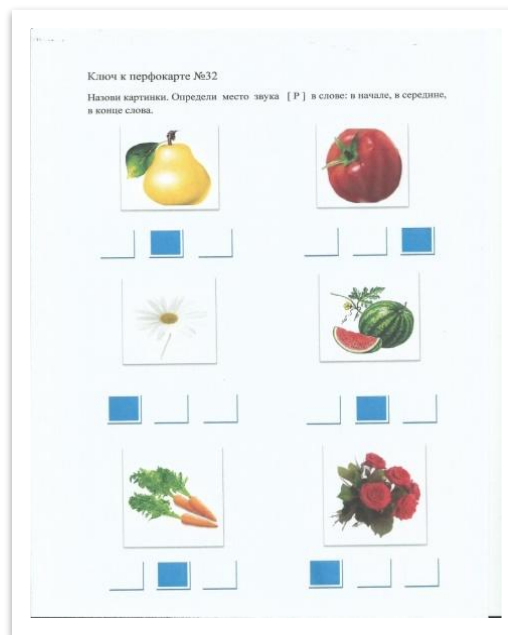 Ключ к перфокарте №32
Назови картинки. Определи место звука [ Р ] в слове: в начале, в середине,
в конце слова.